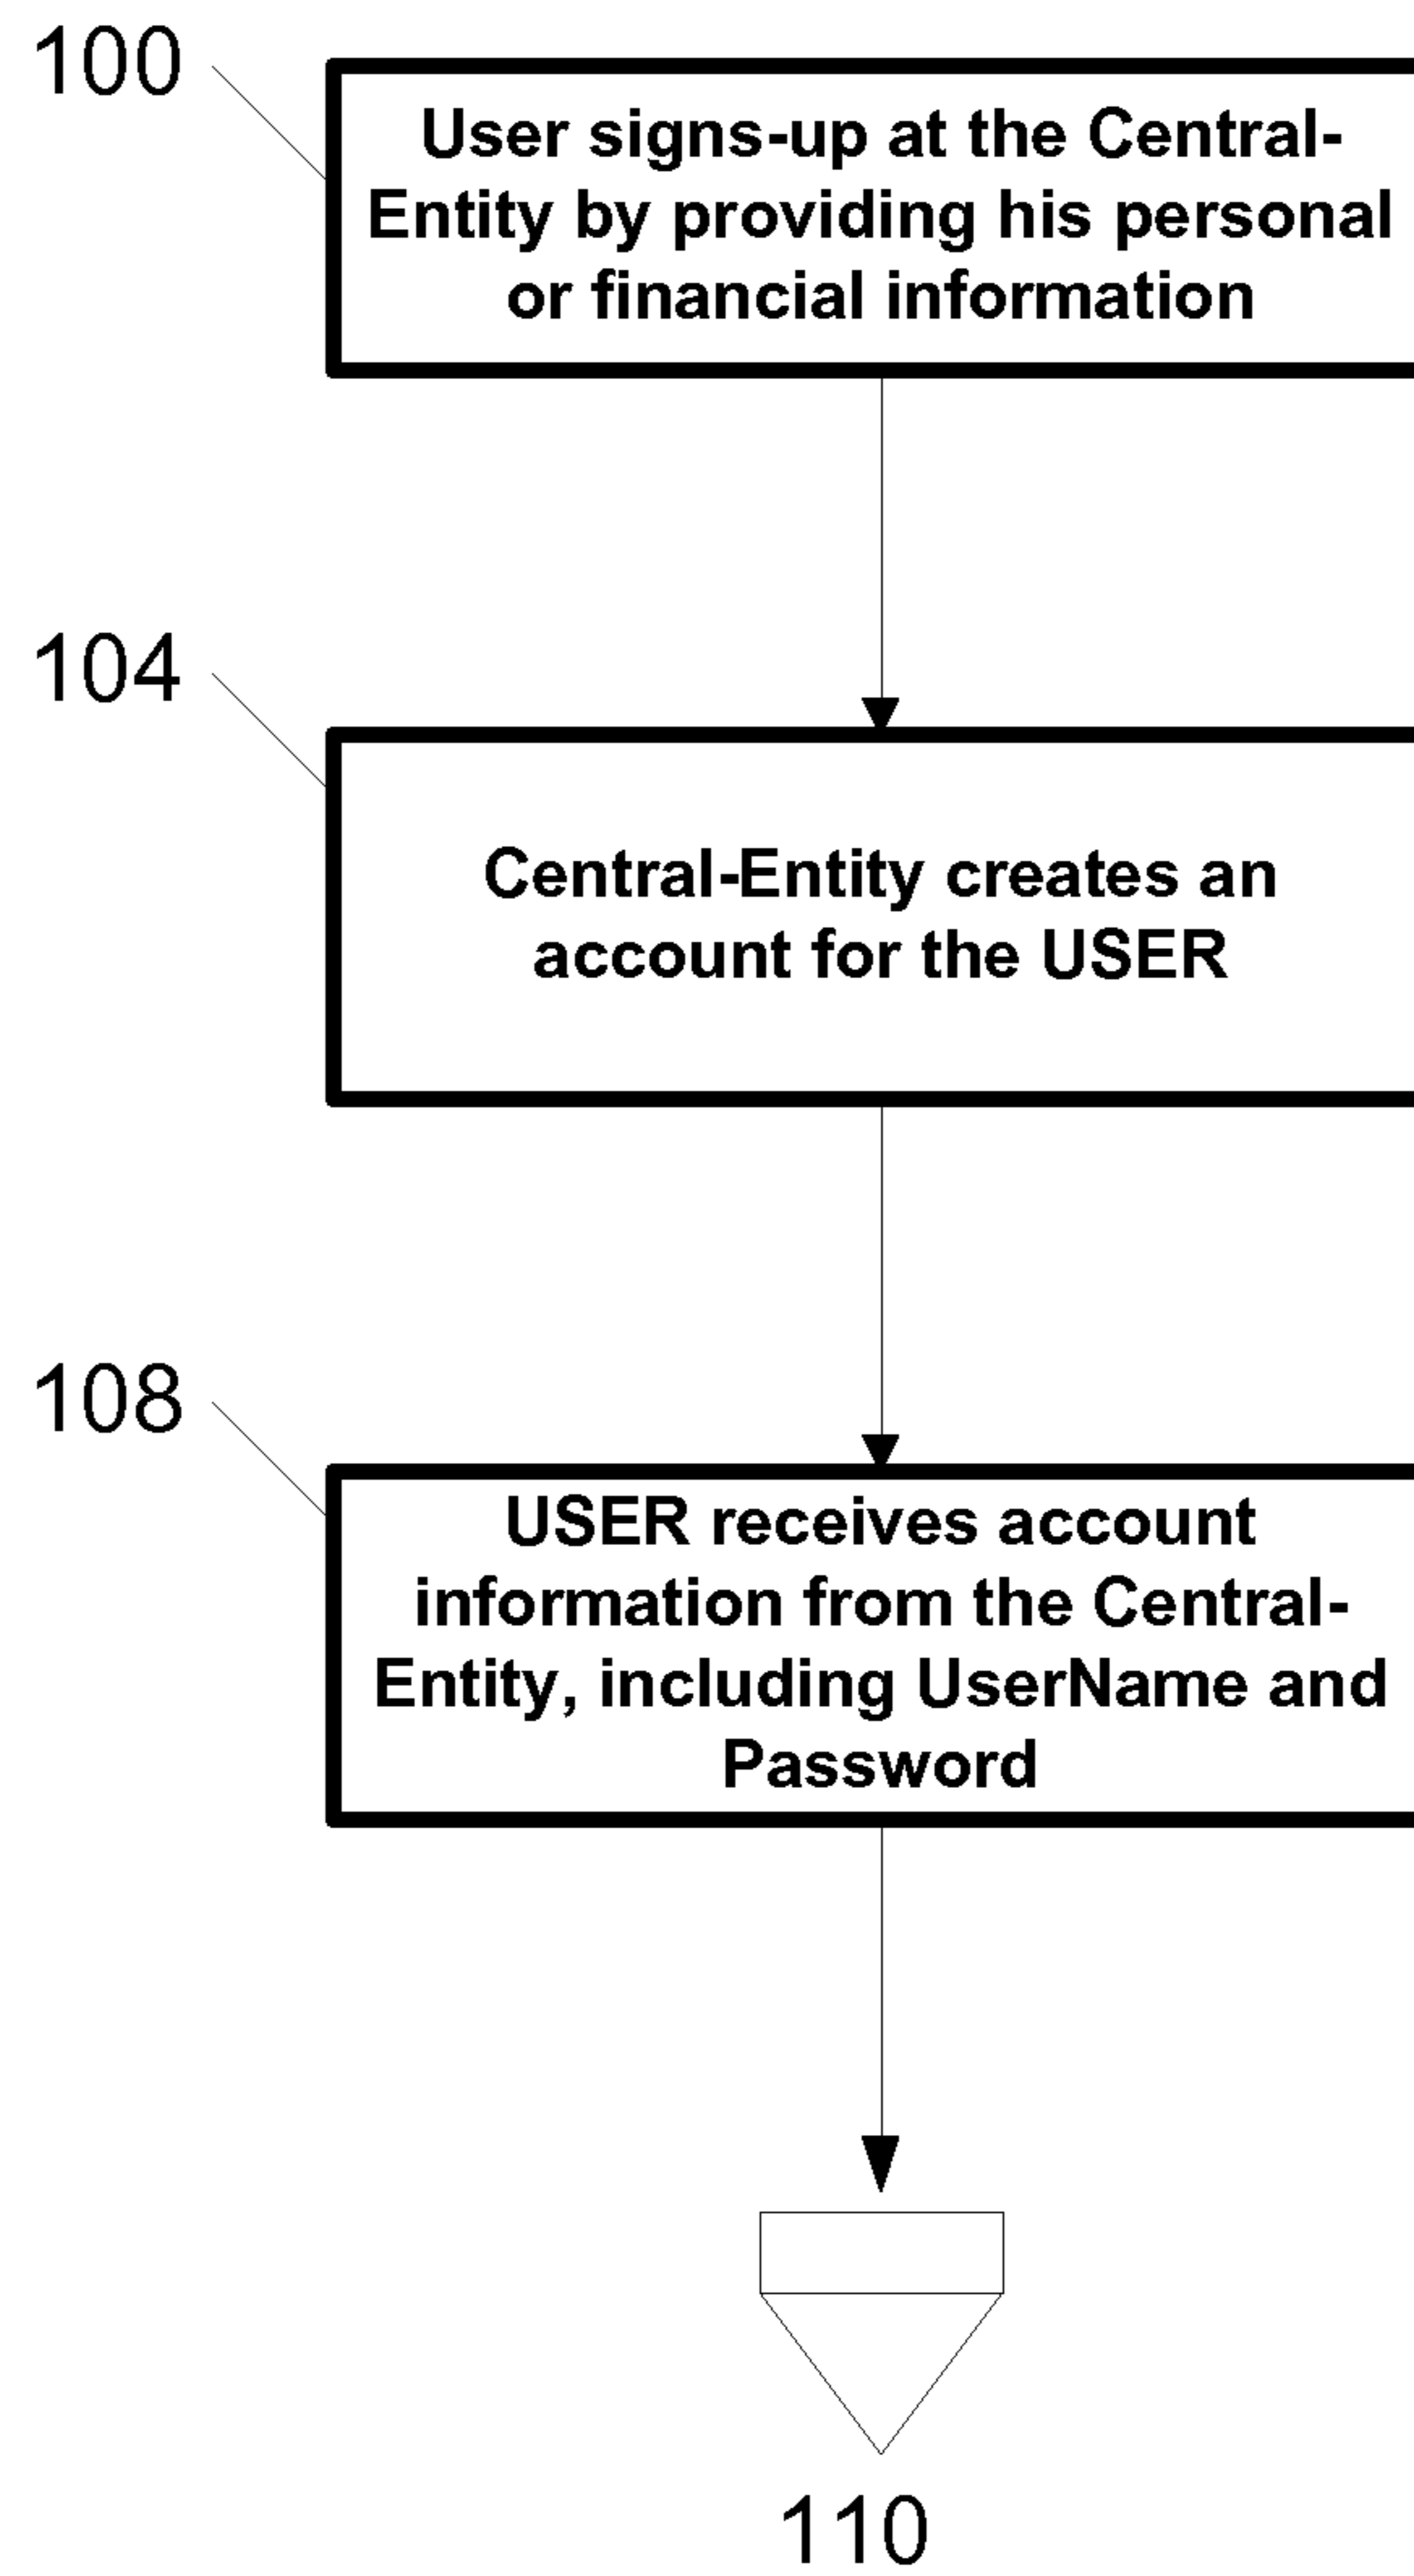 100
User signs-up at the Central-
Entity by providing his personal
or financial information
104
Central-Entity creates an
account for the USER
108
USER receives account
information from the Central-
Entity, including UserName and
Password
110